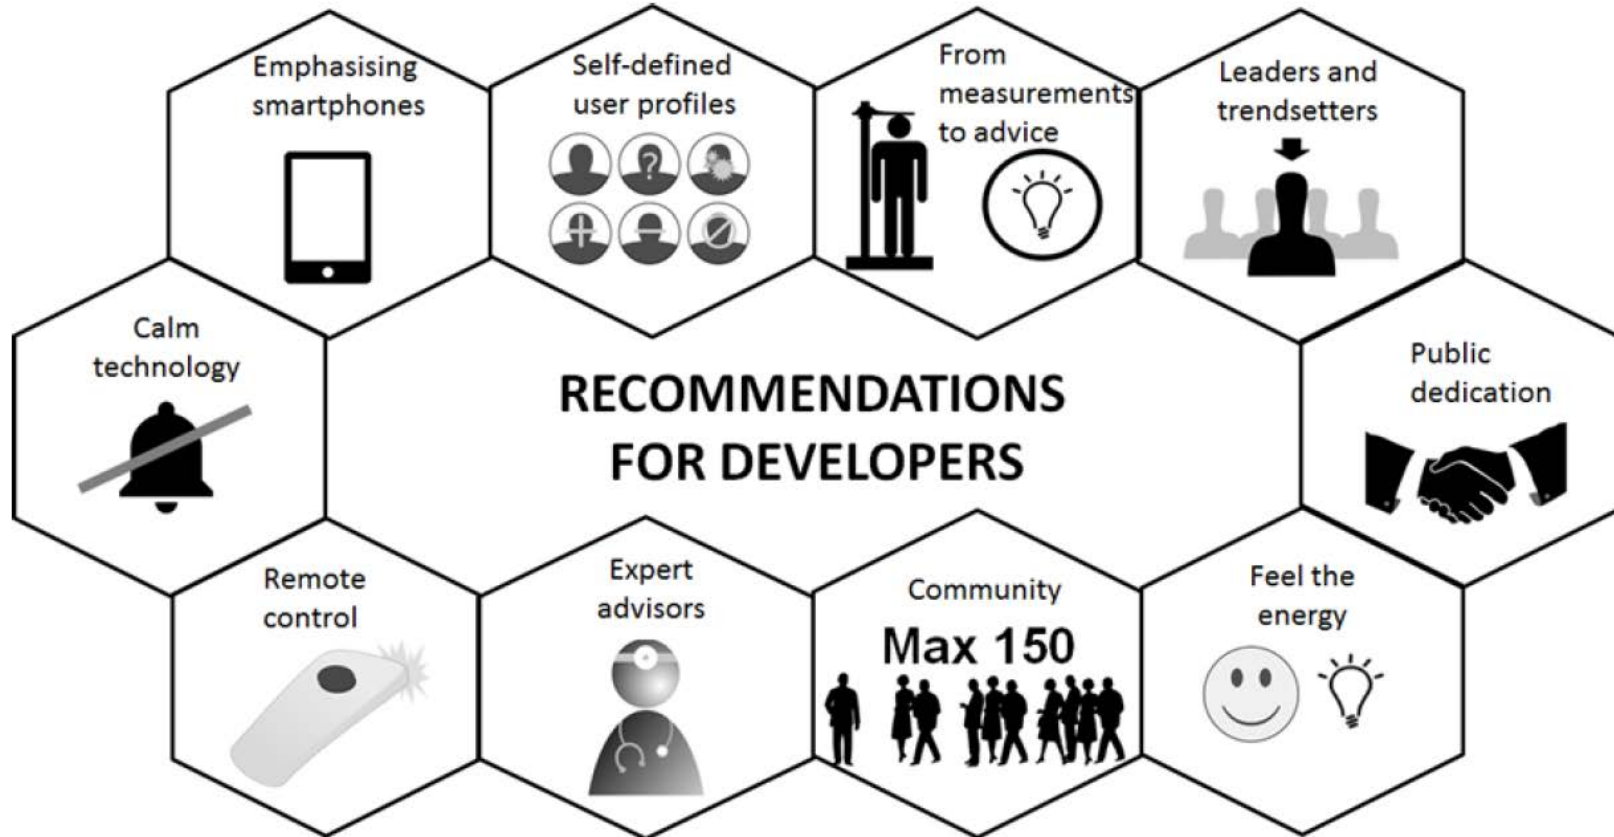 Emphasising
smartphones
Self-defined
user profiles
From
measurements
to advice
Leaders and
trendsetters
Calm
technology
RECOMMENDATIONS
FOR DEVELOPERS
Public
dedication
Remote
control
Expert
advisors
Community
Max 150
Feel the
energy
?